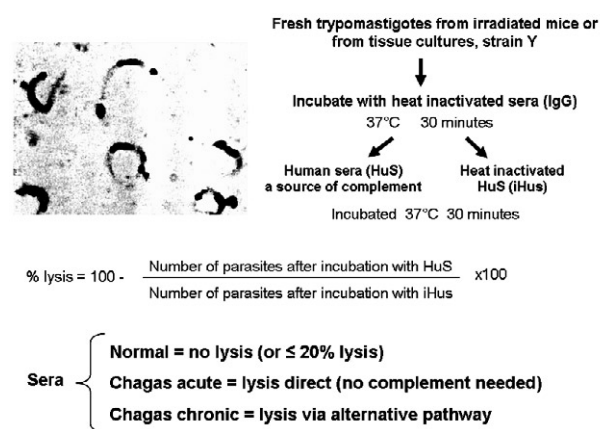 Fresh trypomastigotes from irradiated mice or
from tissue cultures, strain Y
Incubate with heat inactivated sera (IgG)
37°C 30 minutes
Human sera (HuS)
a source of complement
Heat inactivated
HuS (iHus)
Incubated 37°C 30 minutes
% lysis = 100 - Number of parasites after incubation with HuS x100
Number of parasites after incubation with iHus
Normal = no lysis (or ≤ 20% lysis)
Sera
Chagas acute = lysis direct (no complement needed)
Chagas chronic = lysis via alternative pathway